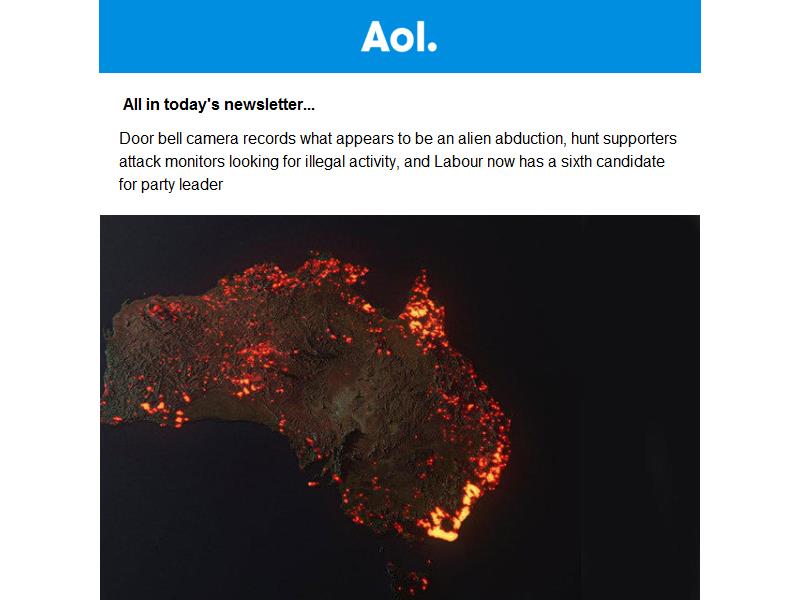 Aol.
All in today's newsletter...
Door bell camera records what appears to be an alien abduction, hunt supporters
attack monitors looking for illegal activity, and Labour now has a sixth candidate
for party leader